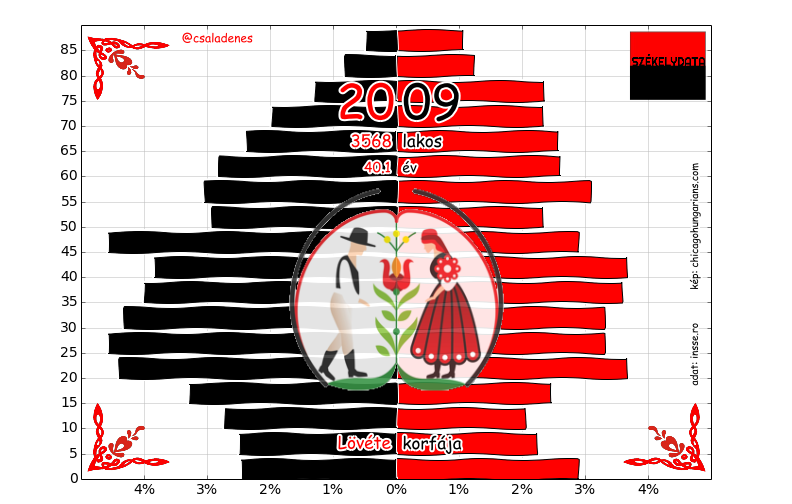 @csaladenes
SZÉKELYDATA
2009
3568 lakos
40.1 év
kép: chicagohungarians.com
adat: insse.ro
Lövéte korfája
85
80
75
70
65
60
55
50
45
40
35
30
25
20
15
10
5
0
4% 3% 2% 1% 0% 1% 2% 3% 4%